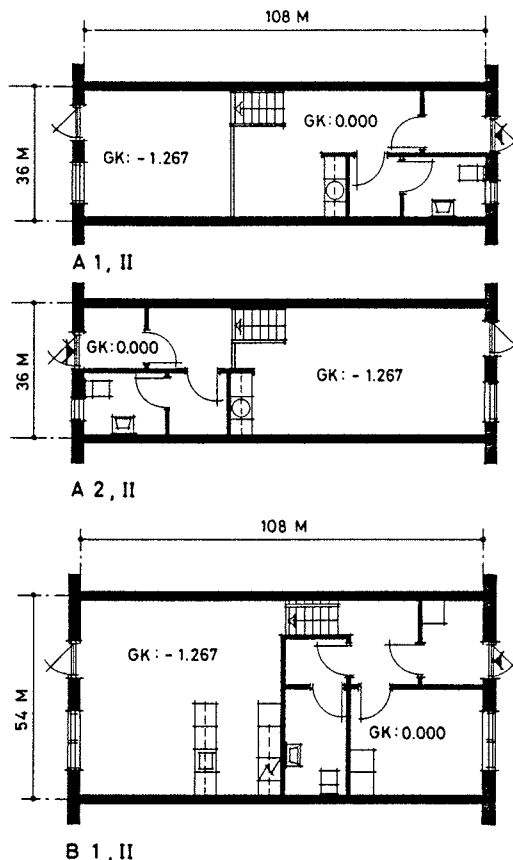 108 M
36 M
GK: - 1.267
GK: 0.000
A 1, II
36 M
GK: 0.000
GK: - 1.267
A 2, II
108 M
54 M
GK: - 1.267
GK: 0.000
B 1, II